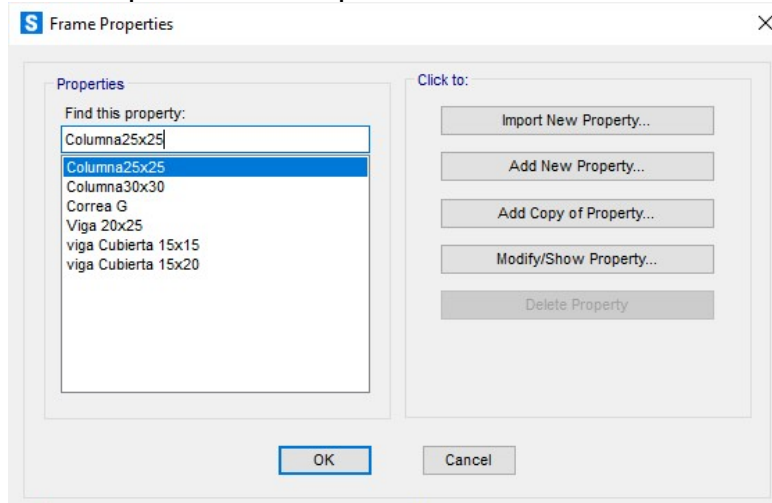 S Frame Properties
Properties
Find this property:
Columna25x25
Columna25x25
Columna30x30
Correa G
Viga 20x25
viga Cubierta 15x15
viga Cubierta 15x20
Click to:
Import New Property...
Add New Property...
Add Copy of Property...
Modify/Show Property...
Delete Property
OK
Cancel